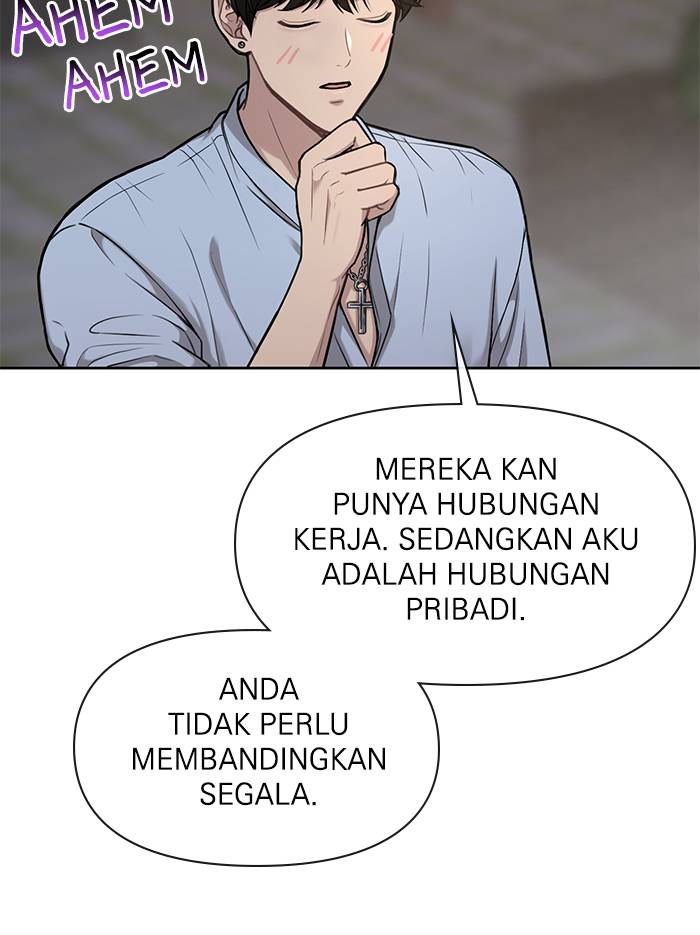 AHEM
AHEM
MEREKA KAN
PUNYA HUBUNGAN
KERJA. SEDANGKAN AKU
ADALAH HUBUNGAN
PRIBADI.
ANDA
TIDAK PERLU
MEMBANDINGKAN
SEGALA.